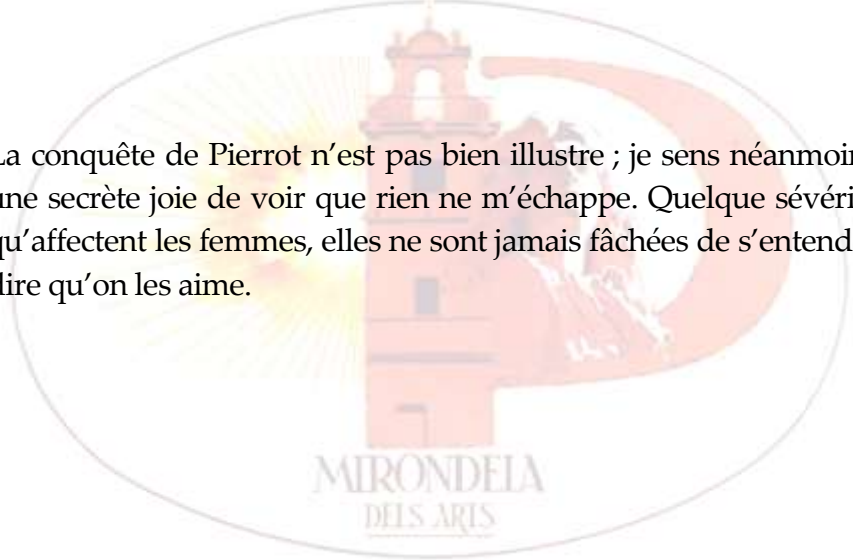 La conquête de Pierrot n’est pas bien illustre ; je sens néanmoin
une secrète joie de voir que rien ne m’échappe. Quelque sévéri
qu’affectent les femmes, elles ne sont jamais fâchées de s’entend
dire qu’on les aime.
MIRONDELA
DELS ARTS